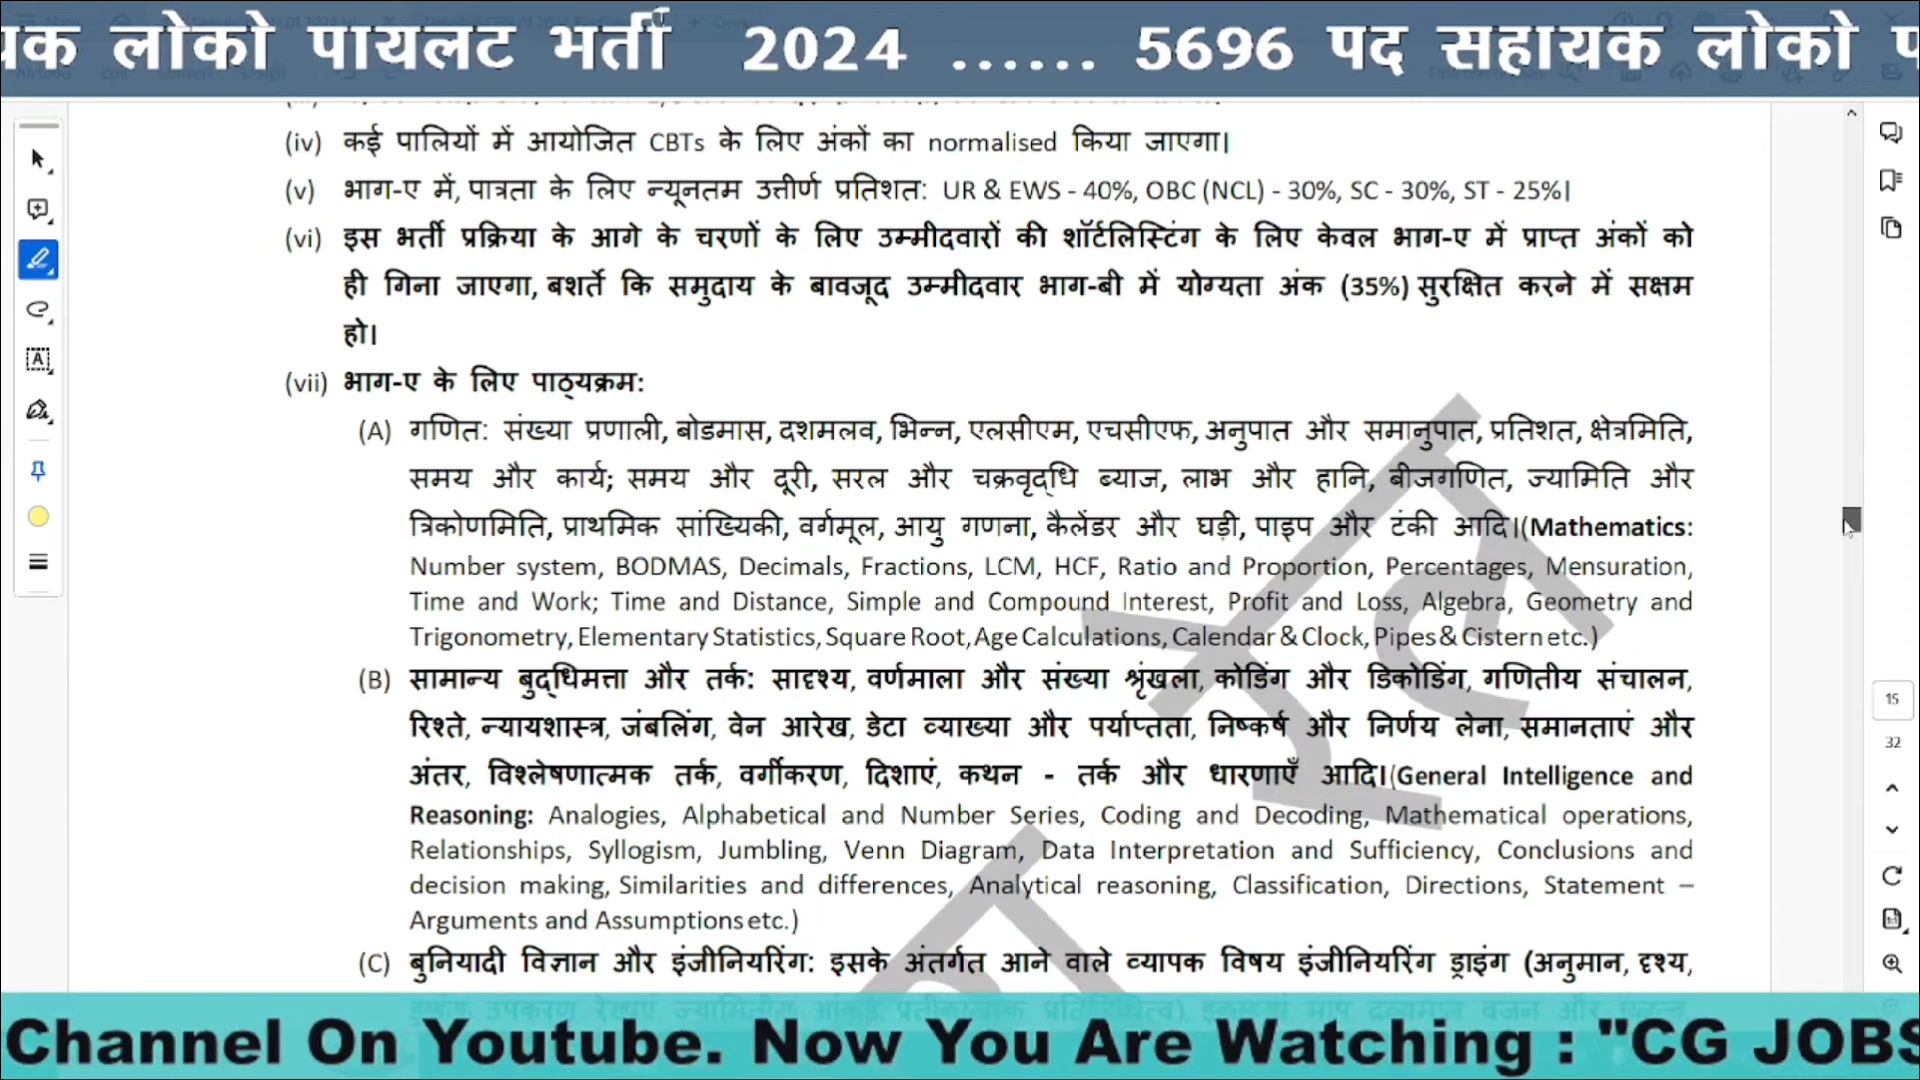 यक लोको पायलट भर्ती 2024 ...... 5696 पद सहायक लोको
(iv) कई पालियों में आयोजित CBTs के लिए अंकों का normalised किया जाएगा।
(v) भाग-ए में, पात्रता के लिए न्यूनतम उत्तीर्ण प्रतिशत: UR & EWS - 40%, OBC (NCL) - 30%, SC - 30%, ST - 25%|
(vi) इस भर्ती प्रक्रिया के आगे के चरणों के लिए उम्मीदवारों की शॉर्टलिस्टिंग के लिए केवल भाग-ए में प्राप्त अंकों को
ही गिना जाएगा, बशर्ते कि समुदाय के बावजूद उम्मीदवार भाग-बी में योग्यता अंक (35%) सुरक्षित करने में सक्षम
हो।
(vii) भाग-ए के लिए पाठ्यक्रम:
(A) गणित: संख्या प्रणाली, बोडमास, दशमलव, भिन्न, एलसीएम, एचसीएफ, अनुपात और समानुपात, प्रतिशत, क्षेत्रमिति,
समय और कार्य; समय और दूरी, सरल और चक्रवृद्धि ब्याज, लाभ और हानि, बीजगणित, ज्यामिति और
त्रिकोणमिति, प्राथमिक सांख्यिकी, वर्गमूल, आयु गणना, कैलेंडर और घड़ी, पाइप और टंकी आदि।(Mathematics:
Number system, BODMAS, Decimals, Fractions, LCM, HCF, Ratio and Proportion, Percentages, Mensuration,
Time and Work; Time and Distance, Simple and Compound Interest, Profit and Loss, Algebra, Geometry and
Trigonometry, Elementary Statistics, Square Root, Age Calculations, Calendar & Clock, Pipes & Cistern etc.)
(B) सामान्य बुद्धिमत्ता और तर्क: सादृश्य, वर्णमाला और संख्या श्रृंखला, कोडिंग और डिकोडिंग, गणितीय संचालन,
रिश्ते, न्यायशास्त्र, जंबलिंग, वेन आरेख, डेटा व्याख्या और पर्याप्तता, निष्कर्ष और निर्णय लेना, समानताएं और
अंतर, विश्लेषणात्मक तर्क, वर्गीकरण, दिशाएं, कथन - तर्क और धारणाएँ आदि।(General Intelligence and
Reasoning: Analogies, Alphabetical and Number Series, Coding and Decoding, Mathematical operations,
Relationships, Syllogism, Jumbling, Venn Diagram, Data Interpretation and Sufficiency, Conclusions and
decision making, Similarities and differences, Analytical reasoning, Classification, Directions, Statement –
Arguments and Assumptions etc.)
(C) बुनियादी विज्ञान और इंजीनियरिंग: इसके अंतर्गत आने वाले व्यापक विषय इंजीनियरिंग ड्राइंग (अनुमान, दृश्य,
15
32
Channel On Youtube. Now You Are Watching : "CG JOBS